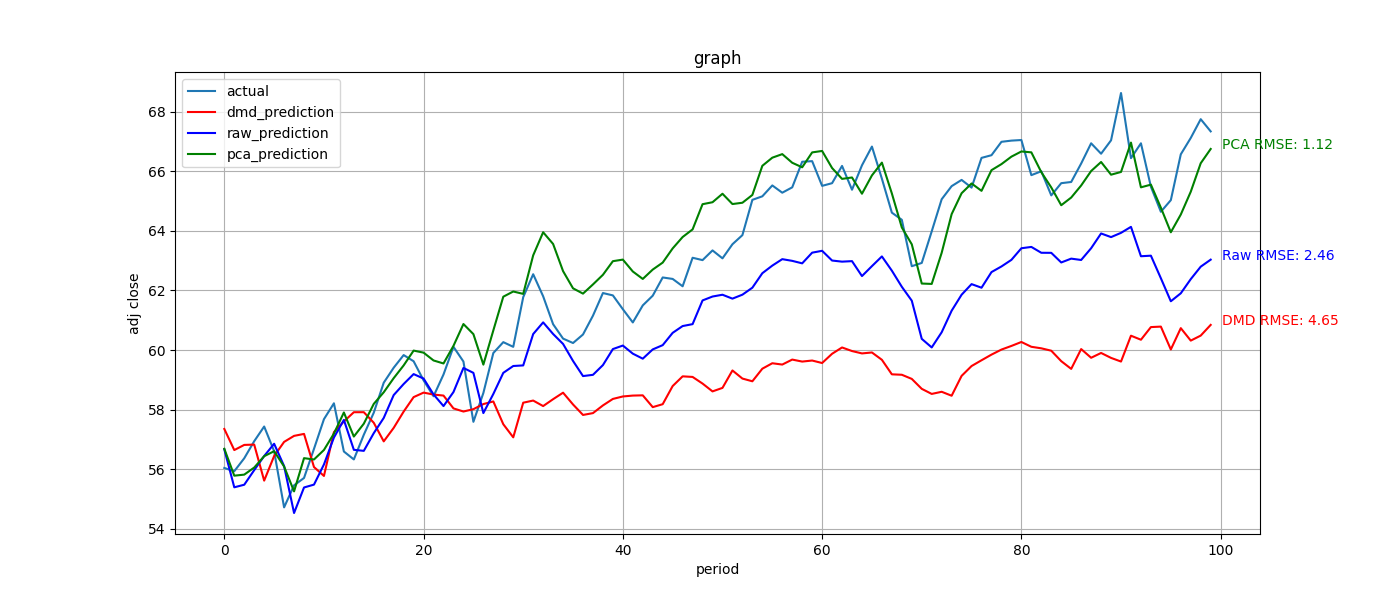 graph
actual
dmd_prediction
raw_prediction
pca_prediction
68
66
64
62
60
58
56
54
adj close
PCA RMSE: 1.12
Raw RMSE: 2.46
DMD RMSE: 4.65
0 20 40 60 80 100
period